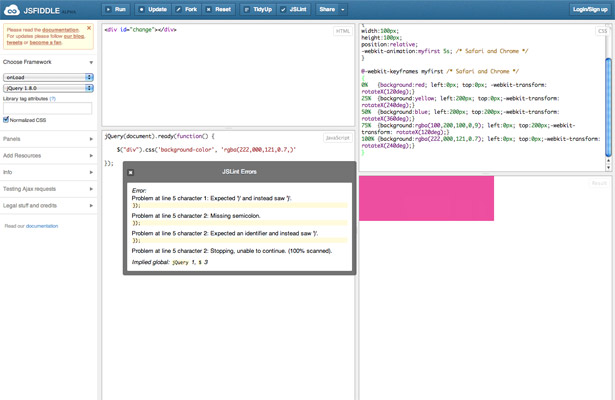 JSFIDDLE ALPHA
Run Update Fork Reset TidyUp JSLint Share Login/Sign up
Please read the documentation.
For updates please follow our blog,
tweets or become a fan.
Choose Framework
onLoad
jQuery 1.8.0
Library tag attributes (?)
Normalized CSS
Panels
Add Resources
Info
Testing Ajax requests
Legal stuff and credits
Read our documentation
<div id="change"></div>
HTML
jQuery(document).ready(function() {
JavaScript
$("div").css('background-color', 'rgba(222,000,121,0.7,)'
});
JSLint Errors
Error:
Problem at line 5 character 1: Expected ')' and instead saw '}'.
});
Problem at line 5 character 2: Missing semicolon.
});
Problem at line 5 character 2: Expected an identifier and instead saw ')'.
});
Problem at line 5 character 2: Stopping, unable to continue. (100% scanned).
Implied global: jQuery 1, $ 3
{
CSS
width:100px;
height:100px;
position:relative;
-webkit-animation:myfirst 5s; /* Safari and Chrome */
}
@-webkit-keyframes myfirst /* Safari and Chrome */
{
0% {background:red; left:0px; top:0px; -webkit-transform:
rotateX(120deg);}
25% {background:yellow; left:200px; top:0px;-webkit-transform:
rotateX(240deg);}
50% {background:blue; left:200px; top:200px;-webkit-transform:
rotateX(360deg);}
75% {background:rgba(100,200,100,0,9); left:0px; top:200px;-webkit-
transform: rotateX(120deg);}
100% {background:rgba(222,000,121,0.7); left:0px; top:0px;-webkit-transform:
rotateX(240deg);}
}
Result